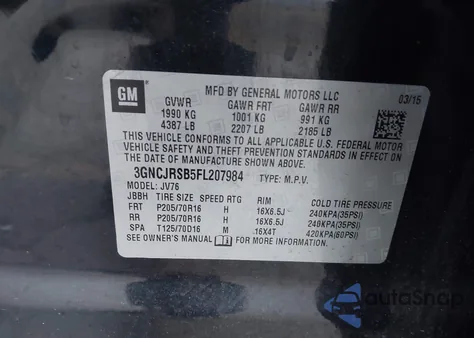 GM
MFD BY GENERAL MOTORS LLC
03/15
GVWR GAWR FRT GAWR RR
1990 KG 1001 KG 991 KG
4387 LB 2207 LB 2185 LB
THIS VEHICLE CONFORMS TO ALL APPLICABLE U.S. FEDERAL MOTOR
VEHICLE SAFETY AND THEFT PREVENTION STANDARDS IN EFFECT ON
THE DATE OF MANUFACTURE SHOWN ABOVE.
3GNCJRSB5FL207984 TYPE: M.P.V.
MODEL: JV76
JBBH TIRE SIZE SPEED RIM COLD TIRE PRESSURE
FRT P205/70R16 H 16X6.5J 240KPA(35PSI)
RR P205/70R16 H 16X6.5J 240KPA(35PSI)
SPA T125/70D16 M 16X4T 420KPA(60PSI)
SEE OWNER'S MANUAL FOR MORE INFORMATION
autoSnap